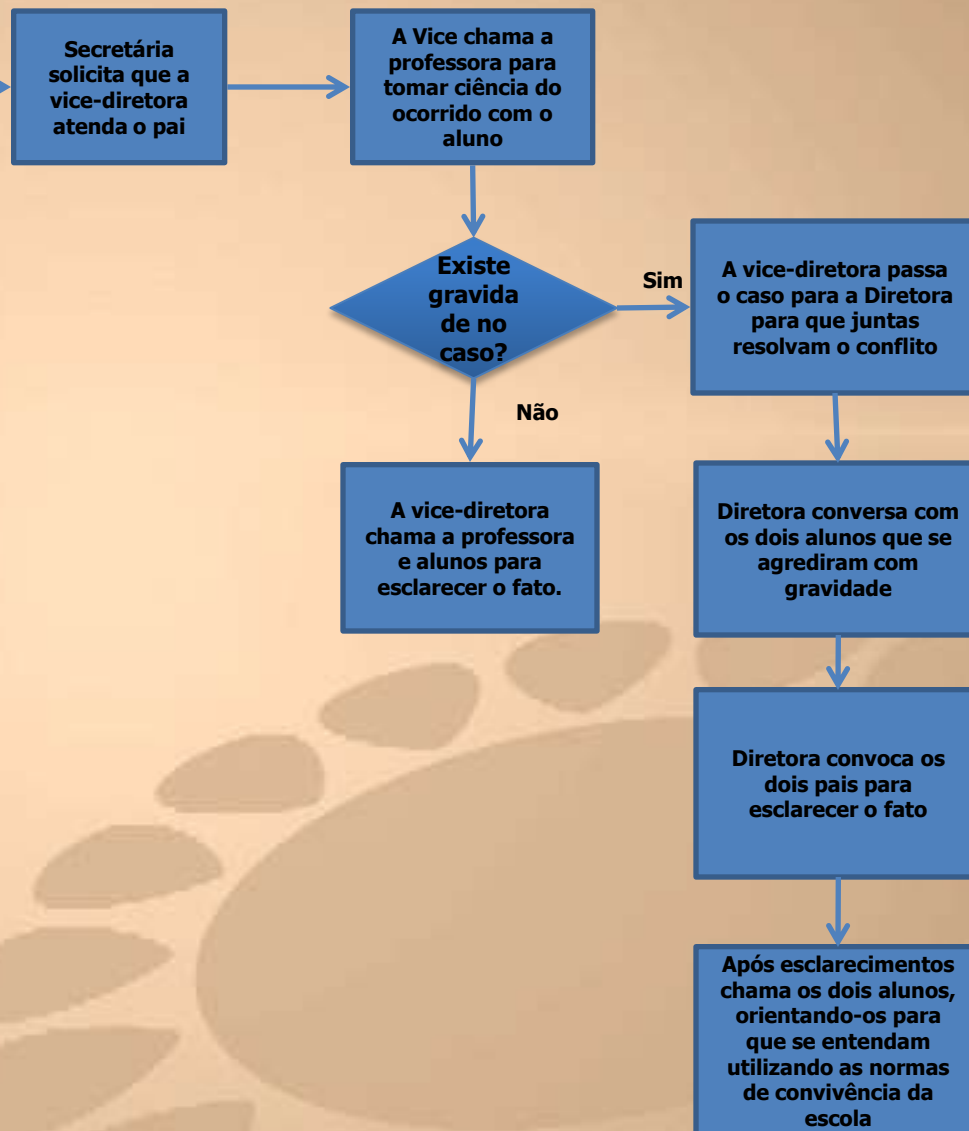 Secretária
solicita que a
vice-diretora
atenda o pai
A Vice chama a
professora para
tomar ciência do
ocorrido com o
aluno
Existe
gravida
de no
caso?
Sim
A vice-diretora passa
o caso para a Diretora
para que juntas
resolvam o conflito
Não
A vice-diretora
chama a professora
e alunos para
esclarecer o fato.
Diretora conversa com
os dois alunos que se
agrediram com
gravidade
Diretora convoca os
dois pais para
esclarecer o fato
Após esclarecimentos
chama os dois alunos,
orientando-os para
que se entendam
utilizando as normas
de convivência da
escola